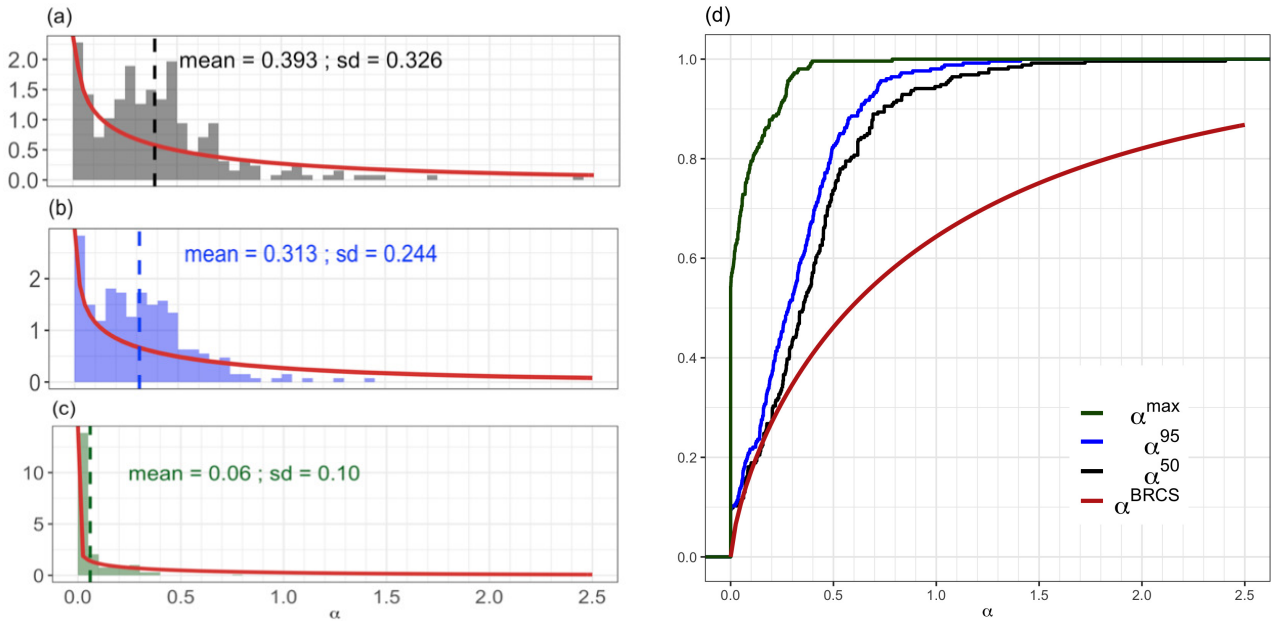 (a)
mean = 0.393 ; sd = 0.326
2.0
1.5
1.0
0.5
0.0
(b)
mean = 0.313 ; sd = 0.244
2
1
0
(c)
mean = 0.06 ; sd = 0.10
10
5
0
0.0 0.5 1.0 1.5 2.0 2.5
α
(d)
1.0
0.8
0.6
0.4
0.2
0.0
α^max
α^95
α^50
α^BRCS
0.0 0.5 1.0 1.5 2.0 2.5
α